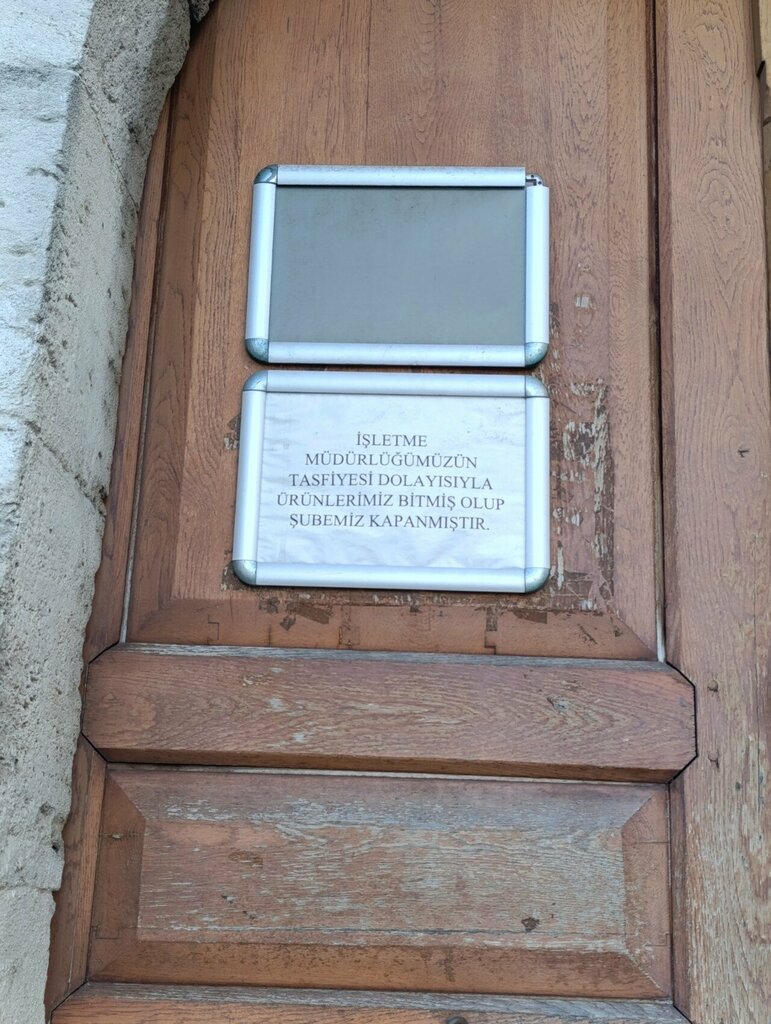 İŞLETME
MÜDÜRLÜĞÜMÜZÜN
TASFİYESİ DOLAYISIYLA
ÜRÜNLERİMİZ BİTMİŞ OLUP
ŞUBEMİZ KAPANMIŞTIR.